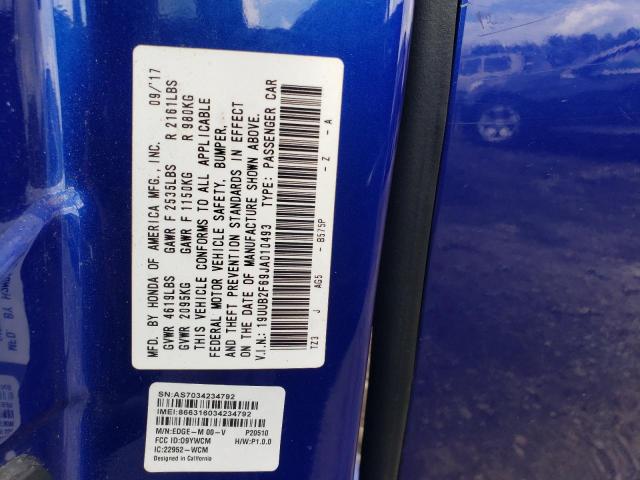 MFD. BY HONDA OF AMERICA MFG., INC. 09/'17
GVWR 4619LBS GAWR F 2535LBS R 2161LBS
GVWR 2095KG GAWR F 1150KG R 980KG
THIS VEHICLE CONFORMS TO ALL APPLICABLE
FEDERAL MOTOR VEHICLE SAFETY, BUMPER,
AND THEFT PREVENTION STANDARDS IN EFFECT
ON THE DATE OF MANUFACTURE SHOWN ABOVE.
V.I.N.: 19UUB2F69JA010493 TYPE: PASSENGER CAR
TZ3 J AG5 - B575P - Z - A
SN:AS7034234792
IMEI:866316034234792
M/N:EDGE-M 00-V P20510
FCC ID:O9YWCM H/W:P1.0.0
IC:22952-WCM
Designed in California